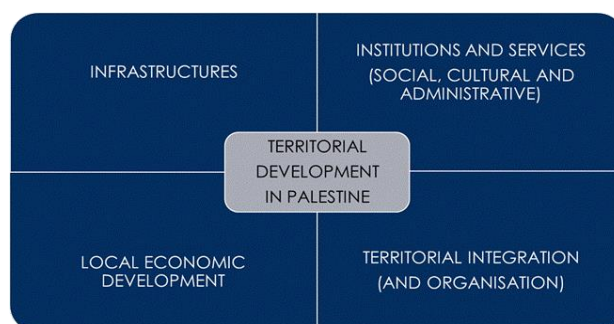 INFRASTRUCTURES
INSTITUTIONS AND SERVICES
(SOCIAL, CULTURAL AND
ADMINISTRATIVE)
TERRITORIAL
DEVELOPMENT
IN PALESTINE
LOCAL ECONOMIC
DEVELOPMENT
TERRITORIAL INTEGRATION
(AND ORGANISATION)